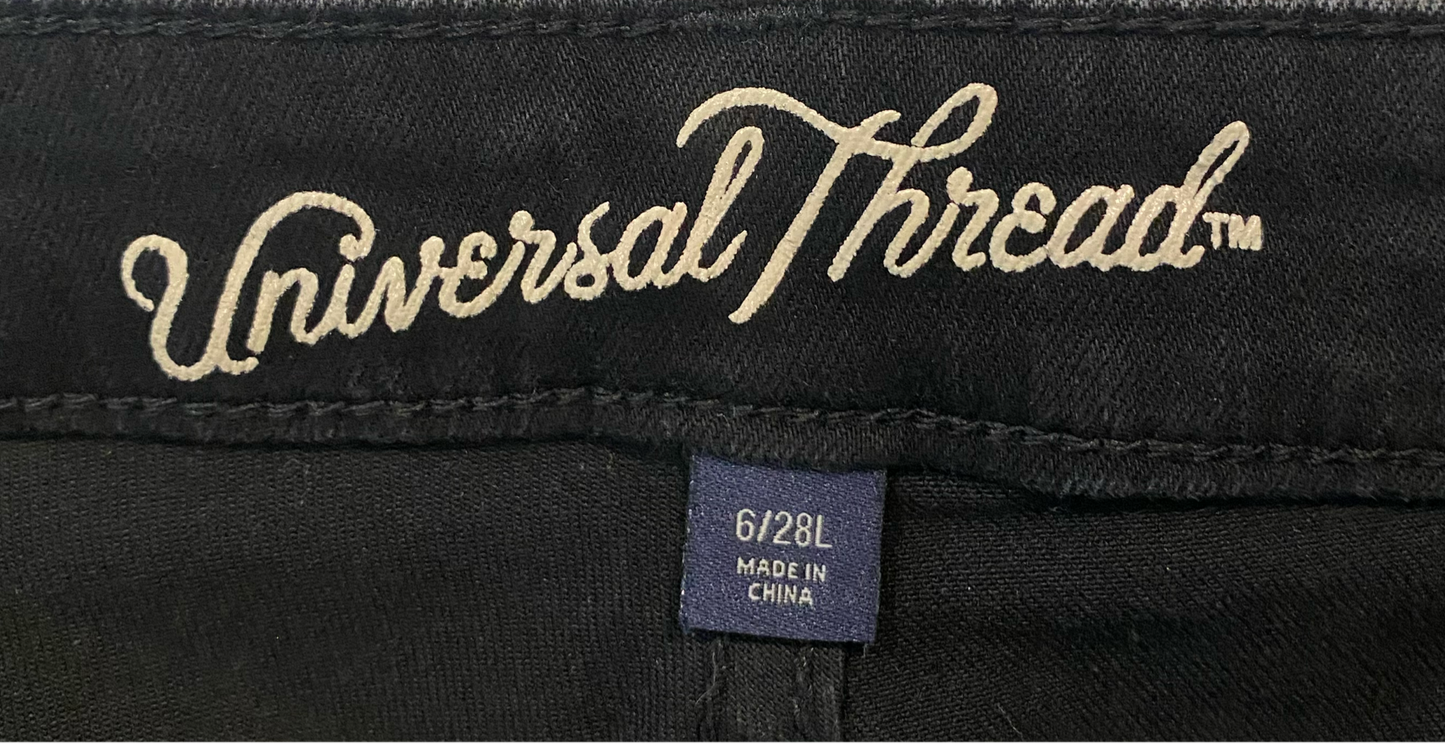 Universal Thread™
6/28L
MADE IN
CHINA